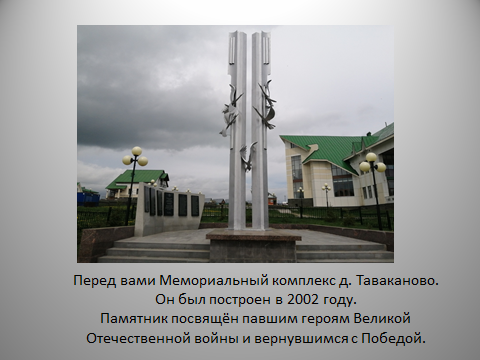 Перед вами Мемориальный комплекс д. Таваканово.
Он был построен в 2002 году.
Памятник посвящён павшим героям Великой
Отечественной войны и вернувшимся с Победой.